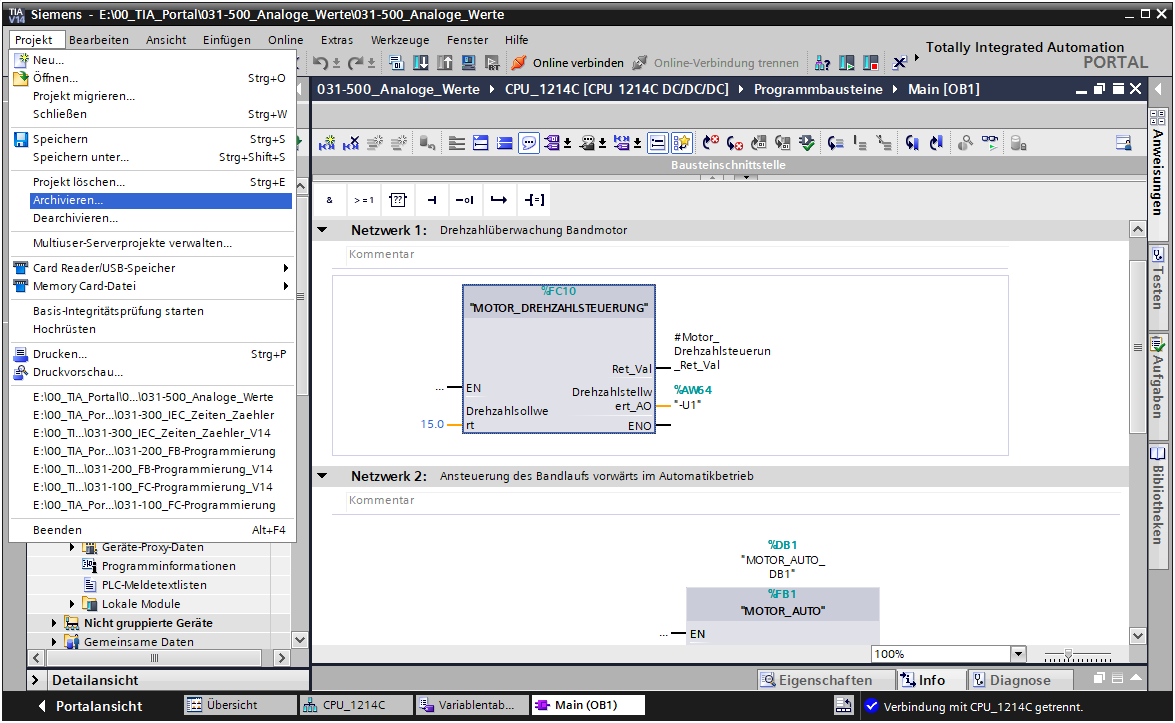 TIA V14 Siemens - E:\00_TIA_Portal\031-500_Analoge_Werte\031-500_Analoge_Werte
Projekt Bearbeiten Ansicht Einfügen Online Extras Werkzeuge Fenster Hilfe
Totally Integrated Automation
PORTAL
Online verbinden Online-Verbindung trennen
Neu...
Öffnen... Strg+O
Projekt migrieren...
Schließen Strg+W
Speichern Strg+S
Speichern unter... Strg+Shift+S
Projekt löschen... Strg+E
Archivieren...
Dearchivieren...
Multiuser-Serverprojekte verwalten...
Card Reader/USB-Speicher
Memory Card-Datei
Basis-Integritätsprüfung starten
Hochrüsten
Drucken... Strg+P
Druckvorschau...
E:\00_TIA_Portal\0...\031-500_Analoge_Werte
E:\00_TIA_Por...\031-300_IEC_Zeiten_Zaehler
E:\00_TI...\031-300_IEC_Zeiten_Zaehler_V14
E:\00_TIA_Por...\031-200_FB-Programmierung
E:\00_TI...\031-200_FB-Programmierung_V14
E:\00_TI...\031-100_FC-Programmierung_V14
E:\00_TIA_Por...\031-100_FC-Programmierung
Beenden Alt+F4
Geräte-Proxy-Daten
Programminformationen
PLC-Meldetextlisten
Lokale Module
Nicht gruppierte Geräte
Gemeinsame Daten
Detailansicht
031-500_Analoge_Werte CPU_1214C [CPU 1214C DC/DC/DC] Programmbausteine Main [OB1]
Bausteinschnittstelle
& >=1 ?? -o| [=]
Netzwerk 1: Drehzahlüberwachung Bandmotor
Kommentar
%FC10
"MOTOR_DREHZAHLSTEUERUNG"
#Motor_
Drehzahlsteuerun
_Ret_Val
Ret_Val
... EN
Drehzahlstellw
ert_AO
%AW64
"-U1"
Drehzahlsollwe
rt
15.0
ENO
Netzwerk 2: Ansteuerung des Bandlaufs vorwärts im Automatikbetrieb
Kommentar
%DB1
"MOTOR_AUTO_
DB1"
%FB1
"MOTOR_AUTO"
... EN
100%
Anweisungen
Testen
Aufgaben
Bibliotheken
Eigenschaften Info Diagnose
Portalansicht Übersicht CPU_1214C Variablentab... Main (OB1) Verbindung mit CPU_1214C getrennt.